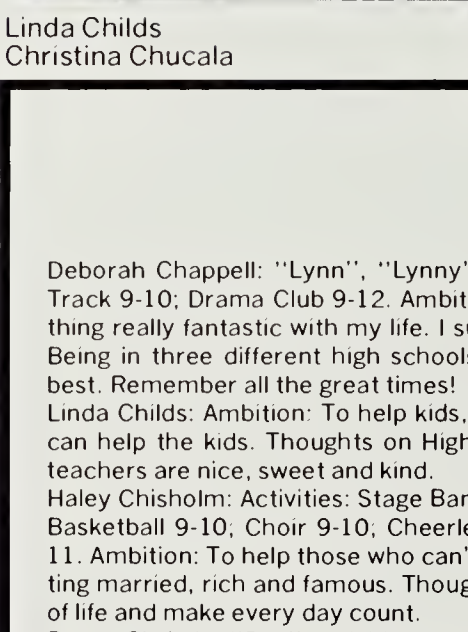 Linda Childs
Christina Chucala
Deborah Chappell: "Lynn", "Lynny"
Track 9-10; Drama Club 9-12. Ambit
thing really fantastic with my life. I su
Being in three different high schools
best. Remember all the great times!
Linda Childs: Ambition: To help kids,
can help the kids. Thoughts on High
teachers are nice, sweet and kind.
Haley Chisholm: Activities: Stage Ban
Basketball 9-10; Choir 9-10; Cheerle
11. Ambition: To help those who can'
ting married, rich and famous. Thoug
of life and make every day count.